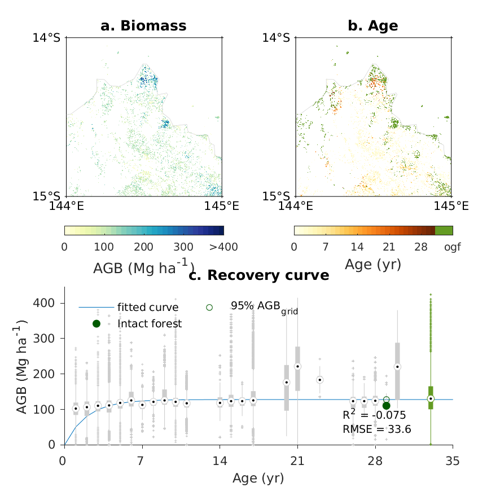 a. Biomass
b. Age
14°S
15°S
144°E
145°E
14°S
15°S
144°E
145°E
0
100
200
300
>400
AGB (Mg ha⁻¹)
0
7
14
21
28
ogf
Age (yr)
c. Recovery curve
400
300
200
100
0
AGB (Mg ha⁻¹)
fitted curve
Intact forest
95% AGB_grid
R² = -0.075
RMSE = 33.6
0
7
14
21
28
35
Age (yr)